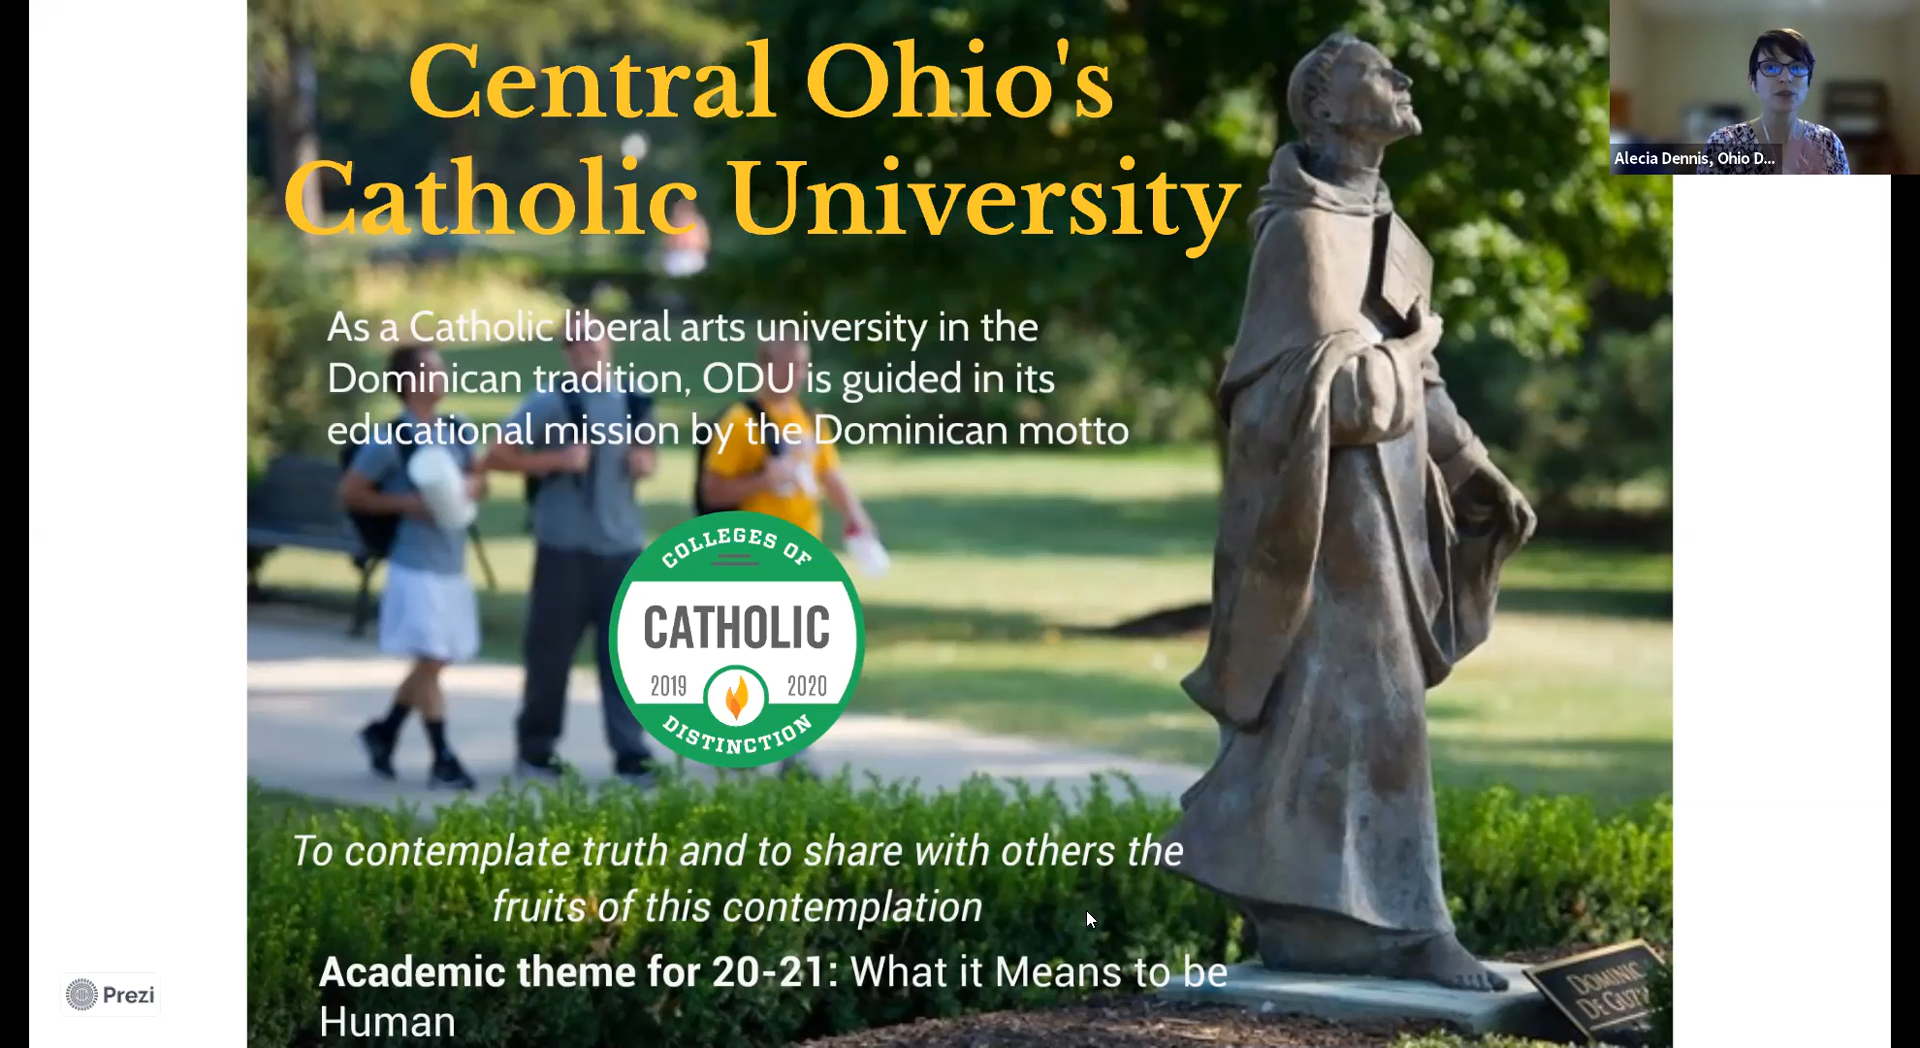 Central Ohio's
Catholic University
Alecia Dennis, Ohio D...
As a Catholic liberal arts university in the
Dominican tradition, ODU is guided in its
educational mission by the Dominican motto
COLLEGES OF
CATHOLIC
2019 2020
DISTINCTION
To contemplate truth and to share with others the
fruits of this contemplation
Academic theme for 20-21: What it Means to be
Human
Prezi
DOMINIC